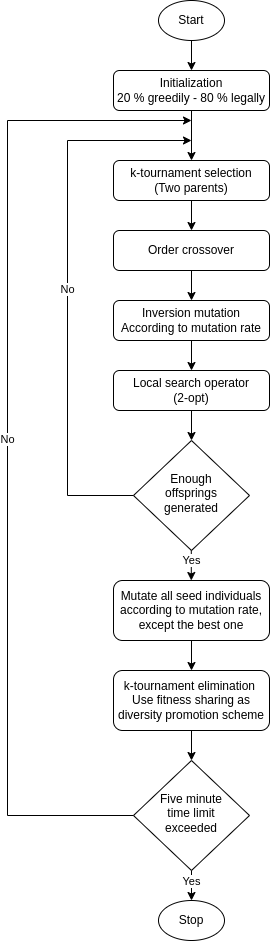 Start
Initialization
20 % greedily - 80 % legally
k-tournament selection
(Two parents)
Order crossover
No
Inversion mutation
According to mutation rate
Local search operator
(2-opt)
No
Enough
offsprings
generated
Yes
Mutate all seed individuals
according to mutation rate,
except the best one
k-tournament elimination
Use fitness sharing as
diversity promotion scheme
Five minute
time limit
exceeded
Yes
Stop